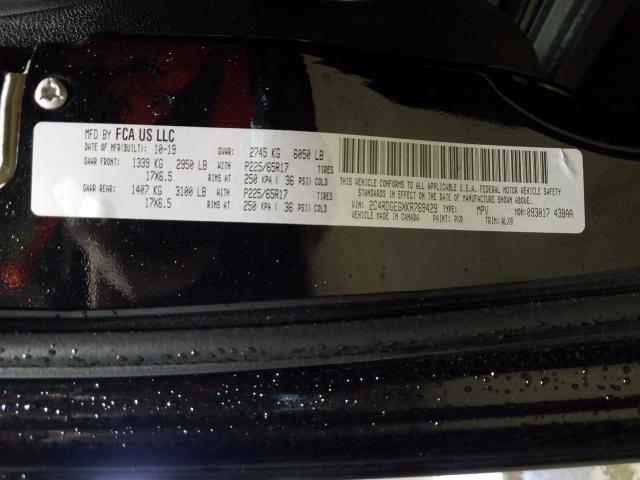 MFD BY FCA US LLC
DATE OF MFR(BUILT): 10-19 GVWR: 2745 KG 6050 LB
GAWR FRONT: 1339 KG 2950 LB WITH P225/65R17 TIRES
17X6.5 RIMS AT 250 KPA ( 36 PSI) COLD
GAWR REAR: 1407 KG 3100 LB WITH P225/65R17 TIRES
17X6.5 RIMS AT 250 KPA ( 36 PSI) COLD
THIS VEHICLE CONFORMS TO ALL APPLICABLE U.S.A. FEDERAL MOTOR VEHICLE SAFETY
STANDARDS IN EFFECT ON THE DATE OF MANUFACTURE SHOWN ABOVE.
VIN: 2C4RDGEGXKR769429 TYPE: MPV MDH:093017 438AA
VEHICLE MADE IN CANADA PAINT: PXR TRIM: ALX9